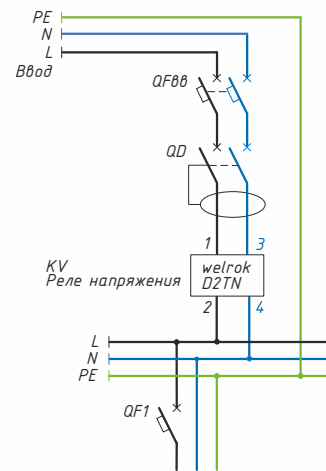 PE
N
L
Ввод
QFвв
QD
1 3
KV
Реле напряжения
welrok
D2TN
2 4
L
N
PE
QF1